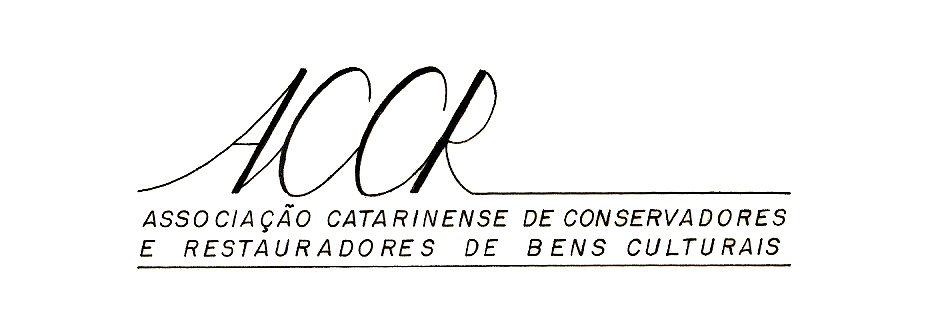 ACCR
ASSOCIAÇÃO CATARINENSE DE CONSERVADORES
E RESTAURADORES DE BENS CULTURAIS